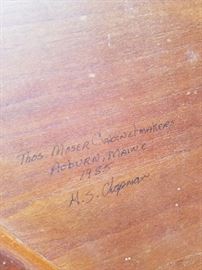 Thos. Moser Cabinetmakers
Auburn, Maine
1985
H. S. Chapman